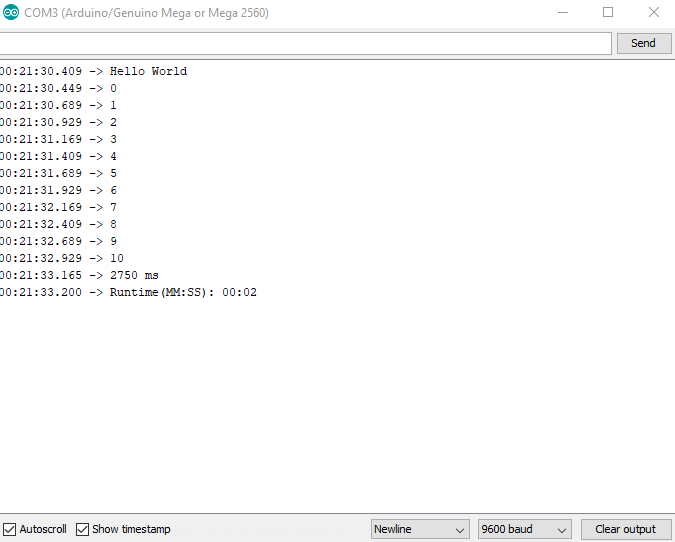 COM3 (Arduino/Genuino Mega or Mega 2560)
Send
00:21:30.409 -> Hello World
00:21:30.449 -> 0
00:21:30.689 -> 1
00:21:30.929 -> 2
00:21:31.169 -> 3
00:21:31.409 -> 4
00:21:31.689 -> 5
00:21:31.929 -> 6
00:21:32.169 -> 7
00:21:32.409 -> 8
00:21:32.689 -> 9
00:21:32.929 -> 10
00:21:33.165 -> 2750 ms
00:21:33.200 -> Runtime(MM:SS): 00:02
Autoscroll Show timestamp Newline 9600 baud Clear output